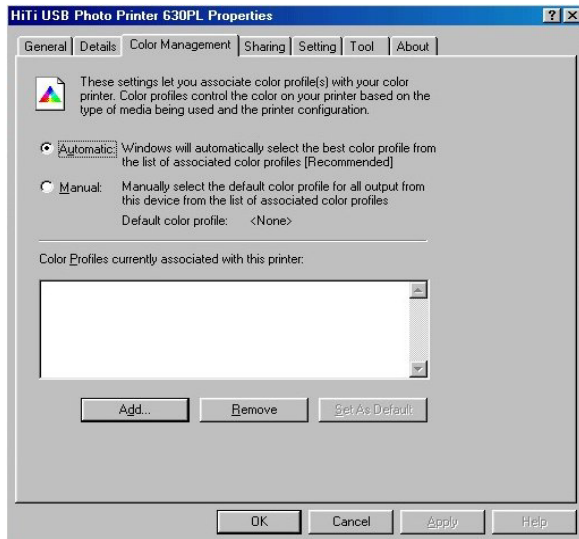 HiTi USB Photo Printer 630PL Properties
General Details Color Management Sharing Setting Tool About
These settings let you associate color profile(s) with your color
printer. Color profiles control the color on your printer based on the
type of media being used and the printer configuration.
Automatic: Windows will automatically select the best color profile from
the list of associated color profiles [Recommended]
Manual: Manually select the default color profile for all output from
this device from the list of associated color profiles
Default color profile: <None>
Color Profiles currently associated with this printer:
Add... Remove Set As Default
OK Cancel Apply Help